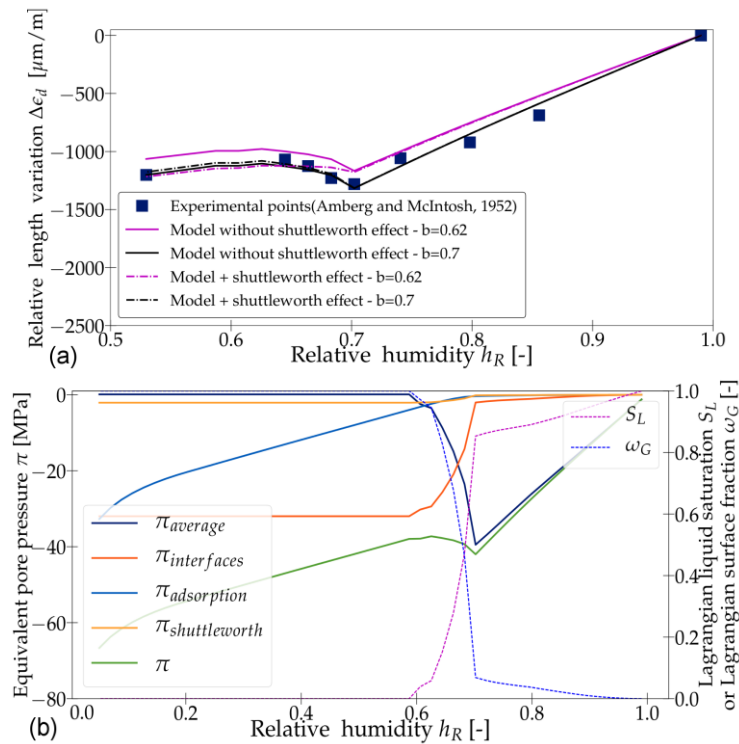 Relative length variation Δϵ_d [μm/m]
0
−500
−1000
−1500
−2000
−2500
Experimental points(Amberg and McIntosh, 1952)
Model without shuttleworth effect - b=0.62
Model without shuttleworth effect - b=0.7
Model + shuttleworth effect - b=0.62
Model + shuttleworth effect - b=0.7
0.5 0.6 0.7 0.8 0.9 1.0
(a) Relative humidity h_R [-]
Equivalent pore pressure π [MPa]
0
−20
−40
−60
−80
π_average
π_interfaces
π_adsorption
π_shuttleworth
π
S_L
ω_G
1.0
0.8
0.6
0.4
0.2
0.0
Lagrangian liquid saturation S_L
or Lagrangian surface fraction ω_G
0.0 0.2 0.4 0.6 0.8 1.0
(b) Relative humidity h_R [-]